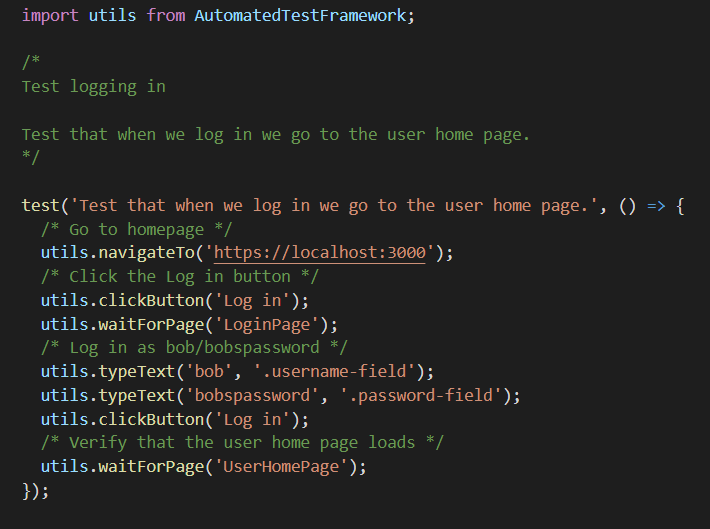 import utils from AutomatedTestFramework;
/*
Test logging in
Test that when we log in we go to the user home page.
*/
test('Test that when we log in we go to the user home page.', () => {
/* Go to homepage */
utils.navigateTo('https://localhost:3000');
/* Click the Log in button */
utils.clickButton('Log in');
utils.waitForPage('LoginPage');
/* Log in as bob/bobspassword */
utils.typeText('bob', '.username-field');
utils.typeText('bobspassword', '.password-field');
utils.clickButton('Log in');
/* Verify that the user home page loads */
utils.waitForPage('UserHomePage');
});